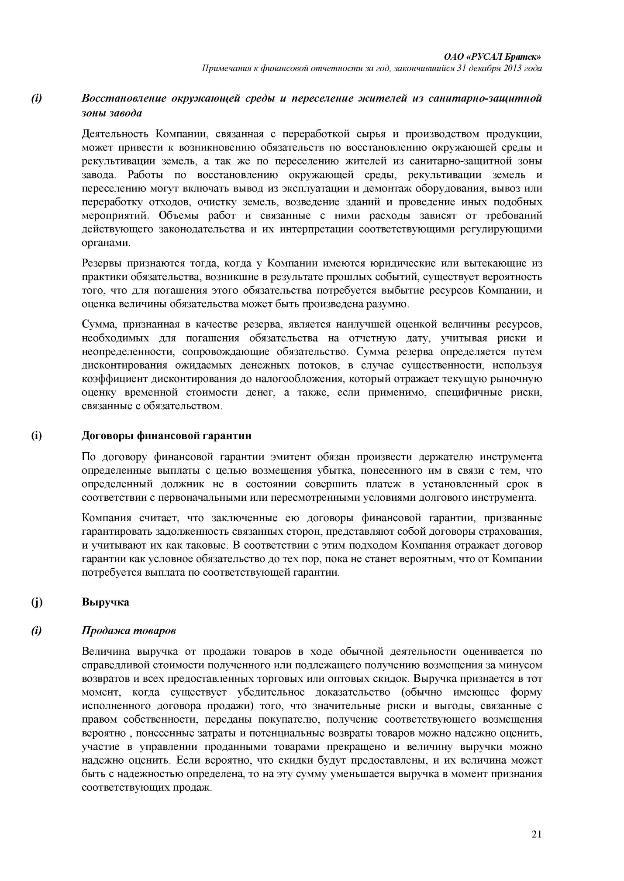 ОАО «РУСАЛ Братск»
Примечания к финансовой отчетности за год, закончившийся 31 декабря 2013 года
(i) Восстановление окружающей среды и переселение жителей из санитарно-защитной
зоны завода
Деятельность Компании, связанная с переработкой сырья и производством продукции,
может привести к возникновению обязательств по восстановлению окружающей среды и
рекультивации земель, а так же по переселению жителей из санитарно-защитной зоны
завода. Работы по восстановлению окружающей среды, рекультивации земель и
переселению могут включать вывод из эксплуатации и демонтаж оборудования, вывоз или
переработку отходов, очистку земель, возведение зданий и проведение иных подобных
мероприятий. Объемы работ и связанные с ними расходы зависят от требований
действующего законодательства и их интерпретации соответствующими регулирующими
органами.
Резервы признаются тогда, когда у Компании имеются юридические или вытекающие из
практики обязательства, возникшие в результате прошлых событий, существует вероятность
того, что для погашения этого обязательства потребуется выбытие ресурсов Компании, и
оценка величины обязательства может быть произведена разумно.
Сумма, признанная в качестве резерва, является наилучшей оценкой величины ресурсов,
необходимых для погашения обязательства на отчетную дату, учитывая риски и
неопределенности, сопровождающие обязательство. Сумма резерва определяется путем
дисконтирования ожидаемых денежных потоков, в случае существенности, используя
коэффициент дисконтирования до налогообложения, который отражает текущую рыночную
оценку временной стоимости денег, а также, если применимо, специфичные риски,
связанные с обязательством.
(i) Договоры финансовой гарантии
По договору финансовой гарантии эмитент обязан произвести держателю инструмента
определенные выплаты с целью возмещения убытка, понесенного им в связи с тем, что
определенный должник не в состоянии совершить платеж в установленный срок в
соответствии с первоначальными или пересмотренными условиями долгового инструмента.
Компания считает, что заключенные ею договоры финансовой гарантии, призванные
гарантировать задолженность связанных сторон, представляют собой договоры страхования,
и учитывают их как таковые. В соответствии с этим подходом Компания отражает договор
гарантии как условное обязательство до тех пор, пока не станет вероятным, что от Компании
потребуется выплата по соответствующей гарантии.
(j) Выручка
(i) Продажа товаров
Величина выручка от продажи товаров в ходе обычной деятельности оценивается по
справедливой стоимости полученного или подлежащего получению возмещения за минусом
возвратов и всех предоставленных торговых или оптовых скидок. Выручка признается в тот
момент, когда существует убедительное доказательство (обычно имеющее форму
исполненного договора продажи) того, что значительные риски и выгоды, связанные с
правом собственности, переданы покупателю, получение соответствующего возмещения
вероятно , понесенные затраты и потенциальные возвраты товаров можно надежно оценить,
участие в управлении проданными товарами прекращено и величину выручки можно
надежно оценить. Если вероятно, что скидки будут предоставлены, и их величина может
быть с надежностью определена, то на эту сумму уменьшается выручка в момент признания
соответствующих продаж.
21